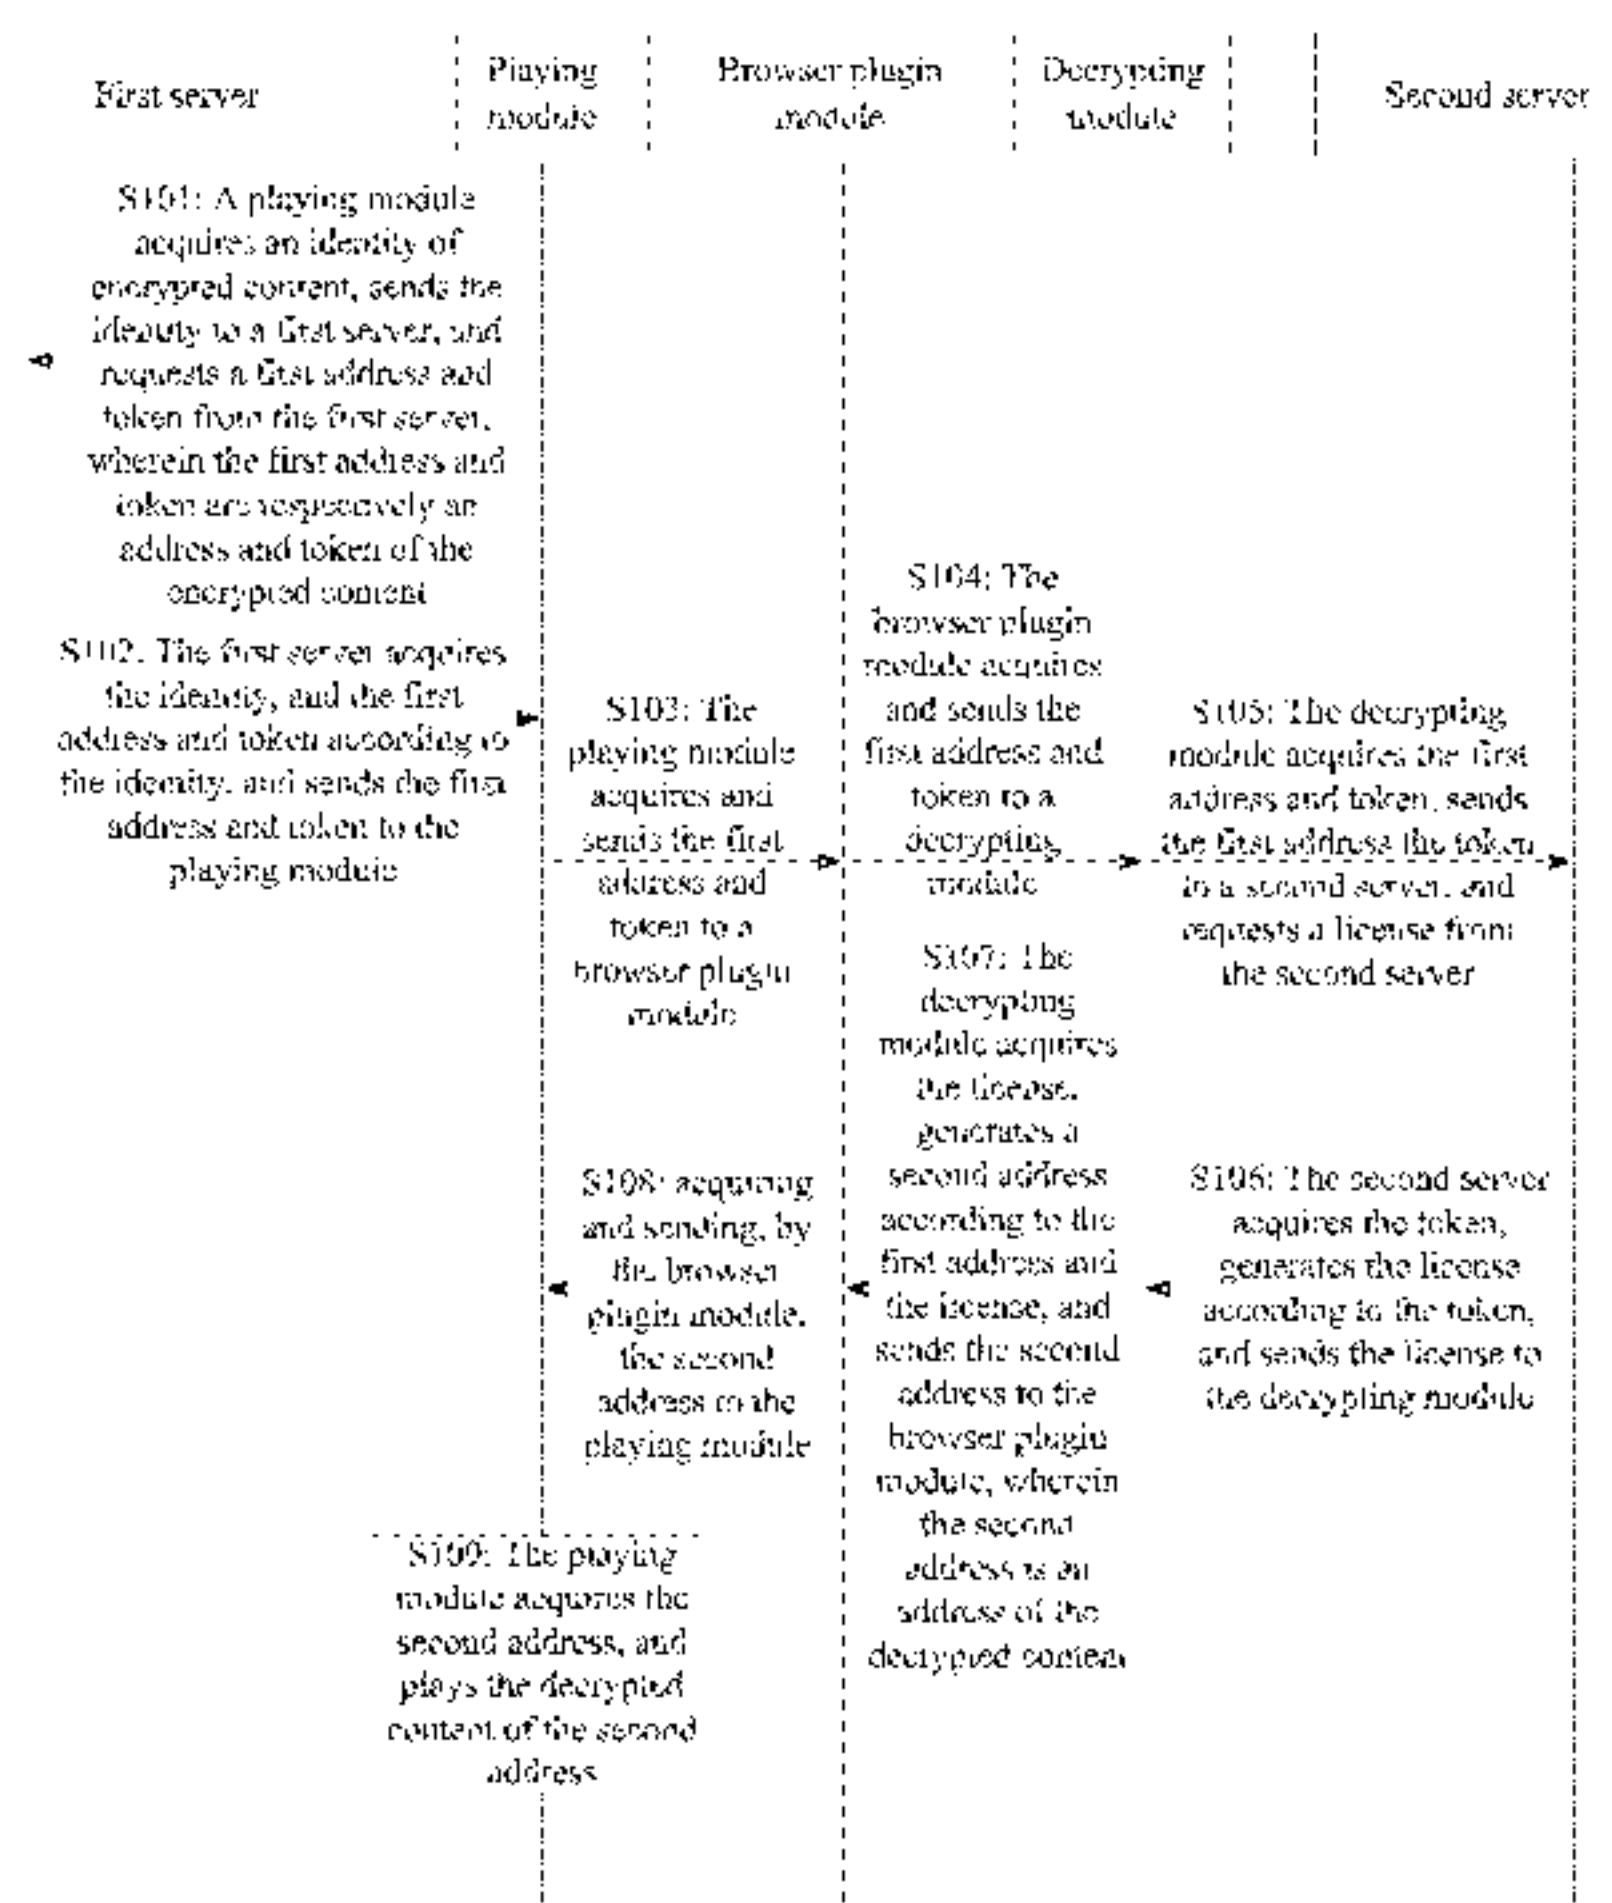 First server
Playing
module
Browser plugin
module
Decrypting
module
Second server
S101: A playing module
acquires an identity of
encrypted content, sends the
identity to a first server, and
requests a first address and
token from the first server,
wherein the first address and
token are respectively an
address and token of the
encrypted content
S102: The first server acquires
the identity, and the first
address and token according to
the identity, and sends the first
address and token to the
playing module
S103: The
playing module
acquires and
sends the first
address and
token to a
browser plugin
module
S104: The
browser plugin
module acquires
and sends the
first address and
token to a
decrypting
module
S105: The decrypting
module acquires the first
address and token, sends
the first address the token
to a second server, and
requests a license from
the second server
S107: The
decrypting
module acquires
the license,
generates a
second address
according to the
first address and
the license, and
sends the second
address to the
browser plugin
module, wherein
the second
address is an
address of the
decrypted content
S106: The second server
acquires the token,
generates the license
according to the token,
and sends the license to
the decrypting module
S108: acquiring
and sending, by
the browser
plugin module,
the second
address to the
playing module
S109: The playing
module acquires the
second address, and
plays the decrypted
content of the second
address